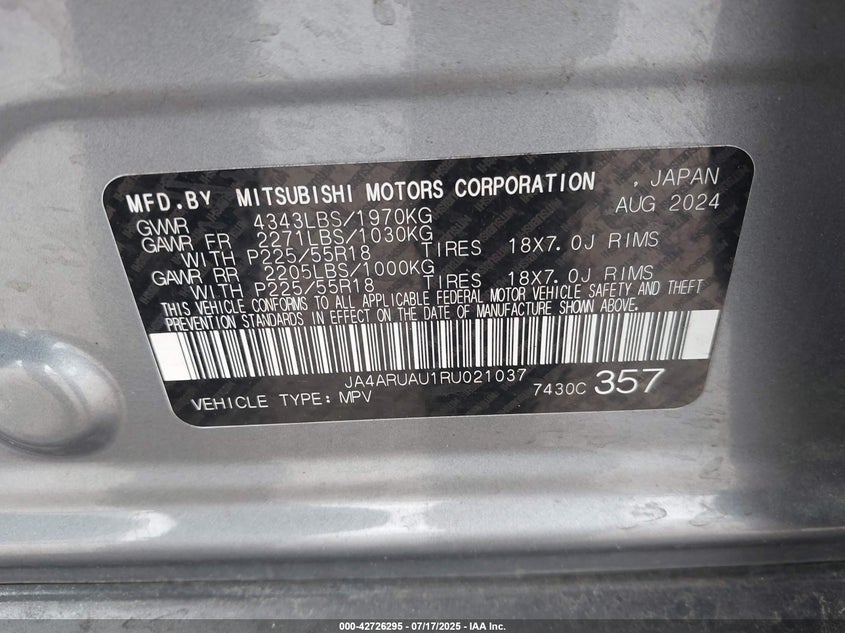 MFD.BY MITSUBISHI MOTORS CORPORATION , JAPAN
AUG 2024
GVWR 4343LBS/1970KG
GAWR FR 2271LBS/1030KG
WITH P225/55R18 TIRES 18X7.0J RIMS
GAWR RR 2205LBS/1000KG
WITH P225/55R18 TIRES 18X7.0J RIMS
THIS VEHICLE CONFORMS TO ALL APPLICABLE FEDERAL MOTOR VEHICLE SAFETY AND THEFT
PREVENTION STANDARDS IN EFFECT ON THE DATE OF MANUFACTURE SHOWN ABOVE.
JA4ARUAU1RU021037
VEHICLE TYPE: MPV 7430C 357
000-42726295 - 07/17/2025 - IAA Inc.